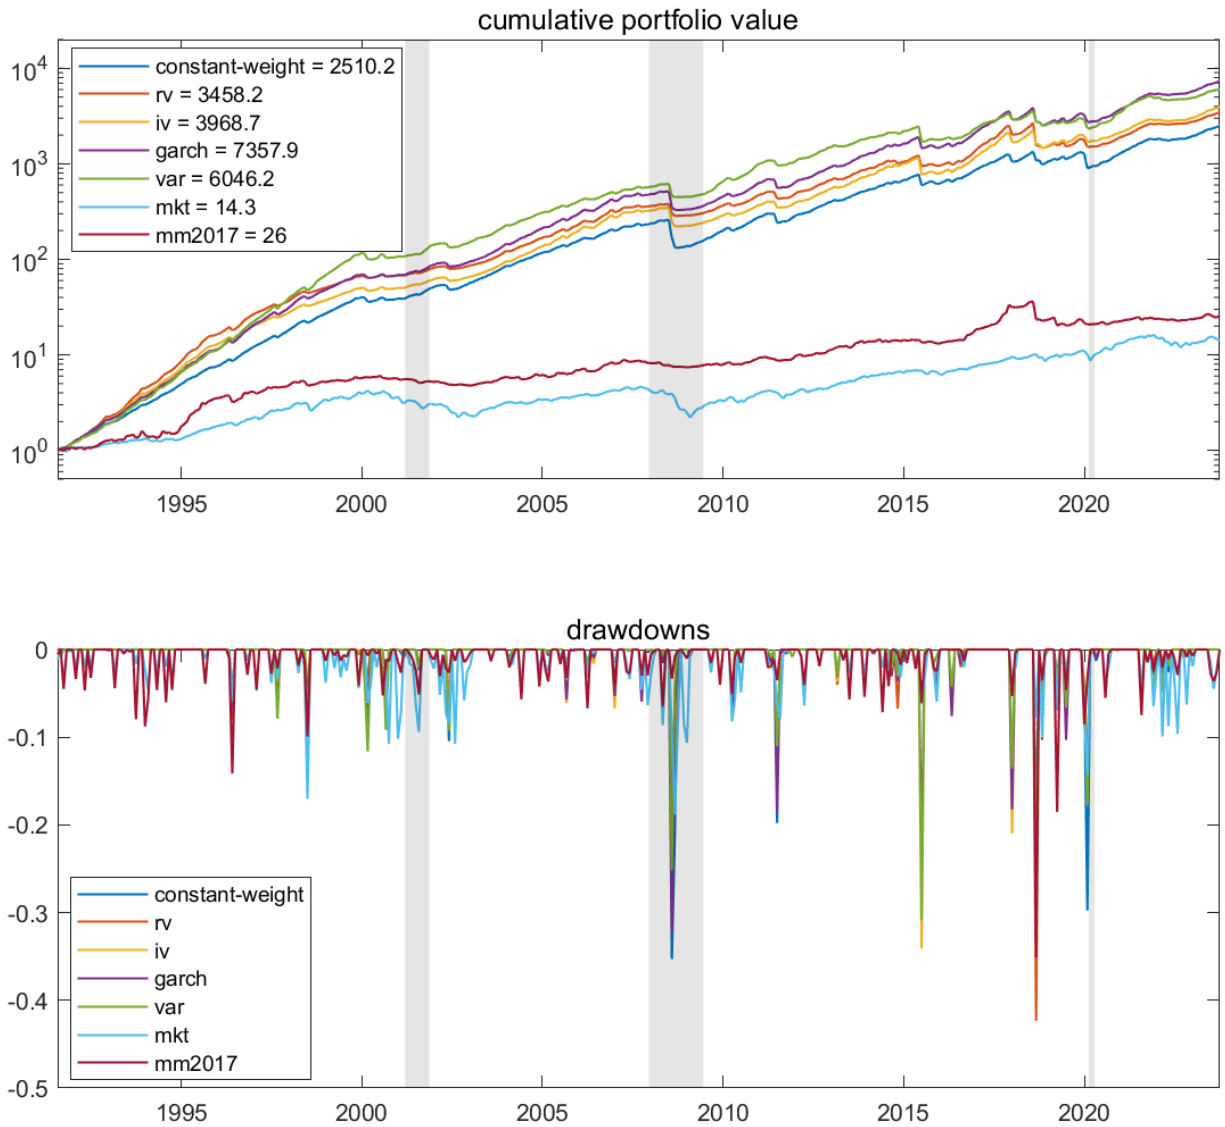 cumulative portfolio value
10^4
10^3
10^2
10^1
10^0
constant-weight = 2510.2
rv = 3458.2
iv = 3968.7
garch = 7357.9
var = 6046.2
mkt = 14.3
mm2017 = 26
1995 2000 2005 2010 2015 2020
drawdowns
0
-0.1
-0.2
-0.3
-0.4
-0.5
constant-weight
rv
iv
garch
var
mkt
mm2017
1995 2000 2005 2010 2015 2020